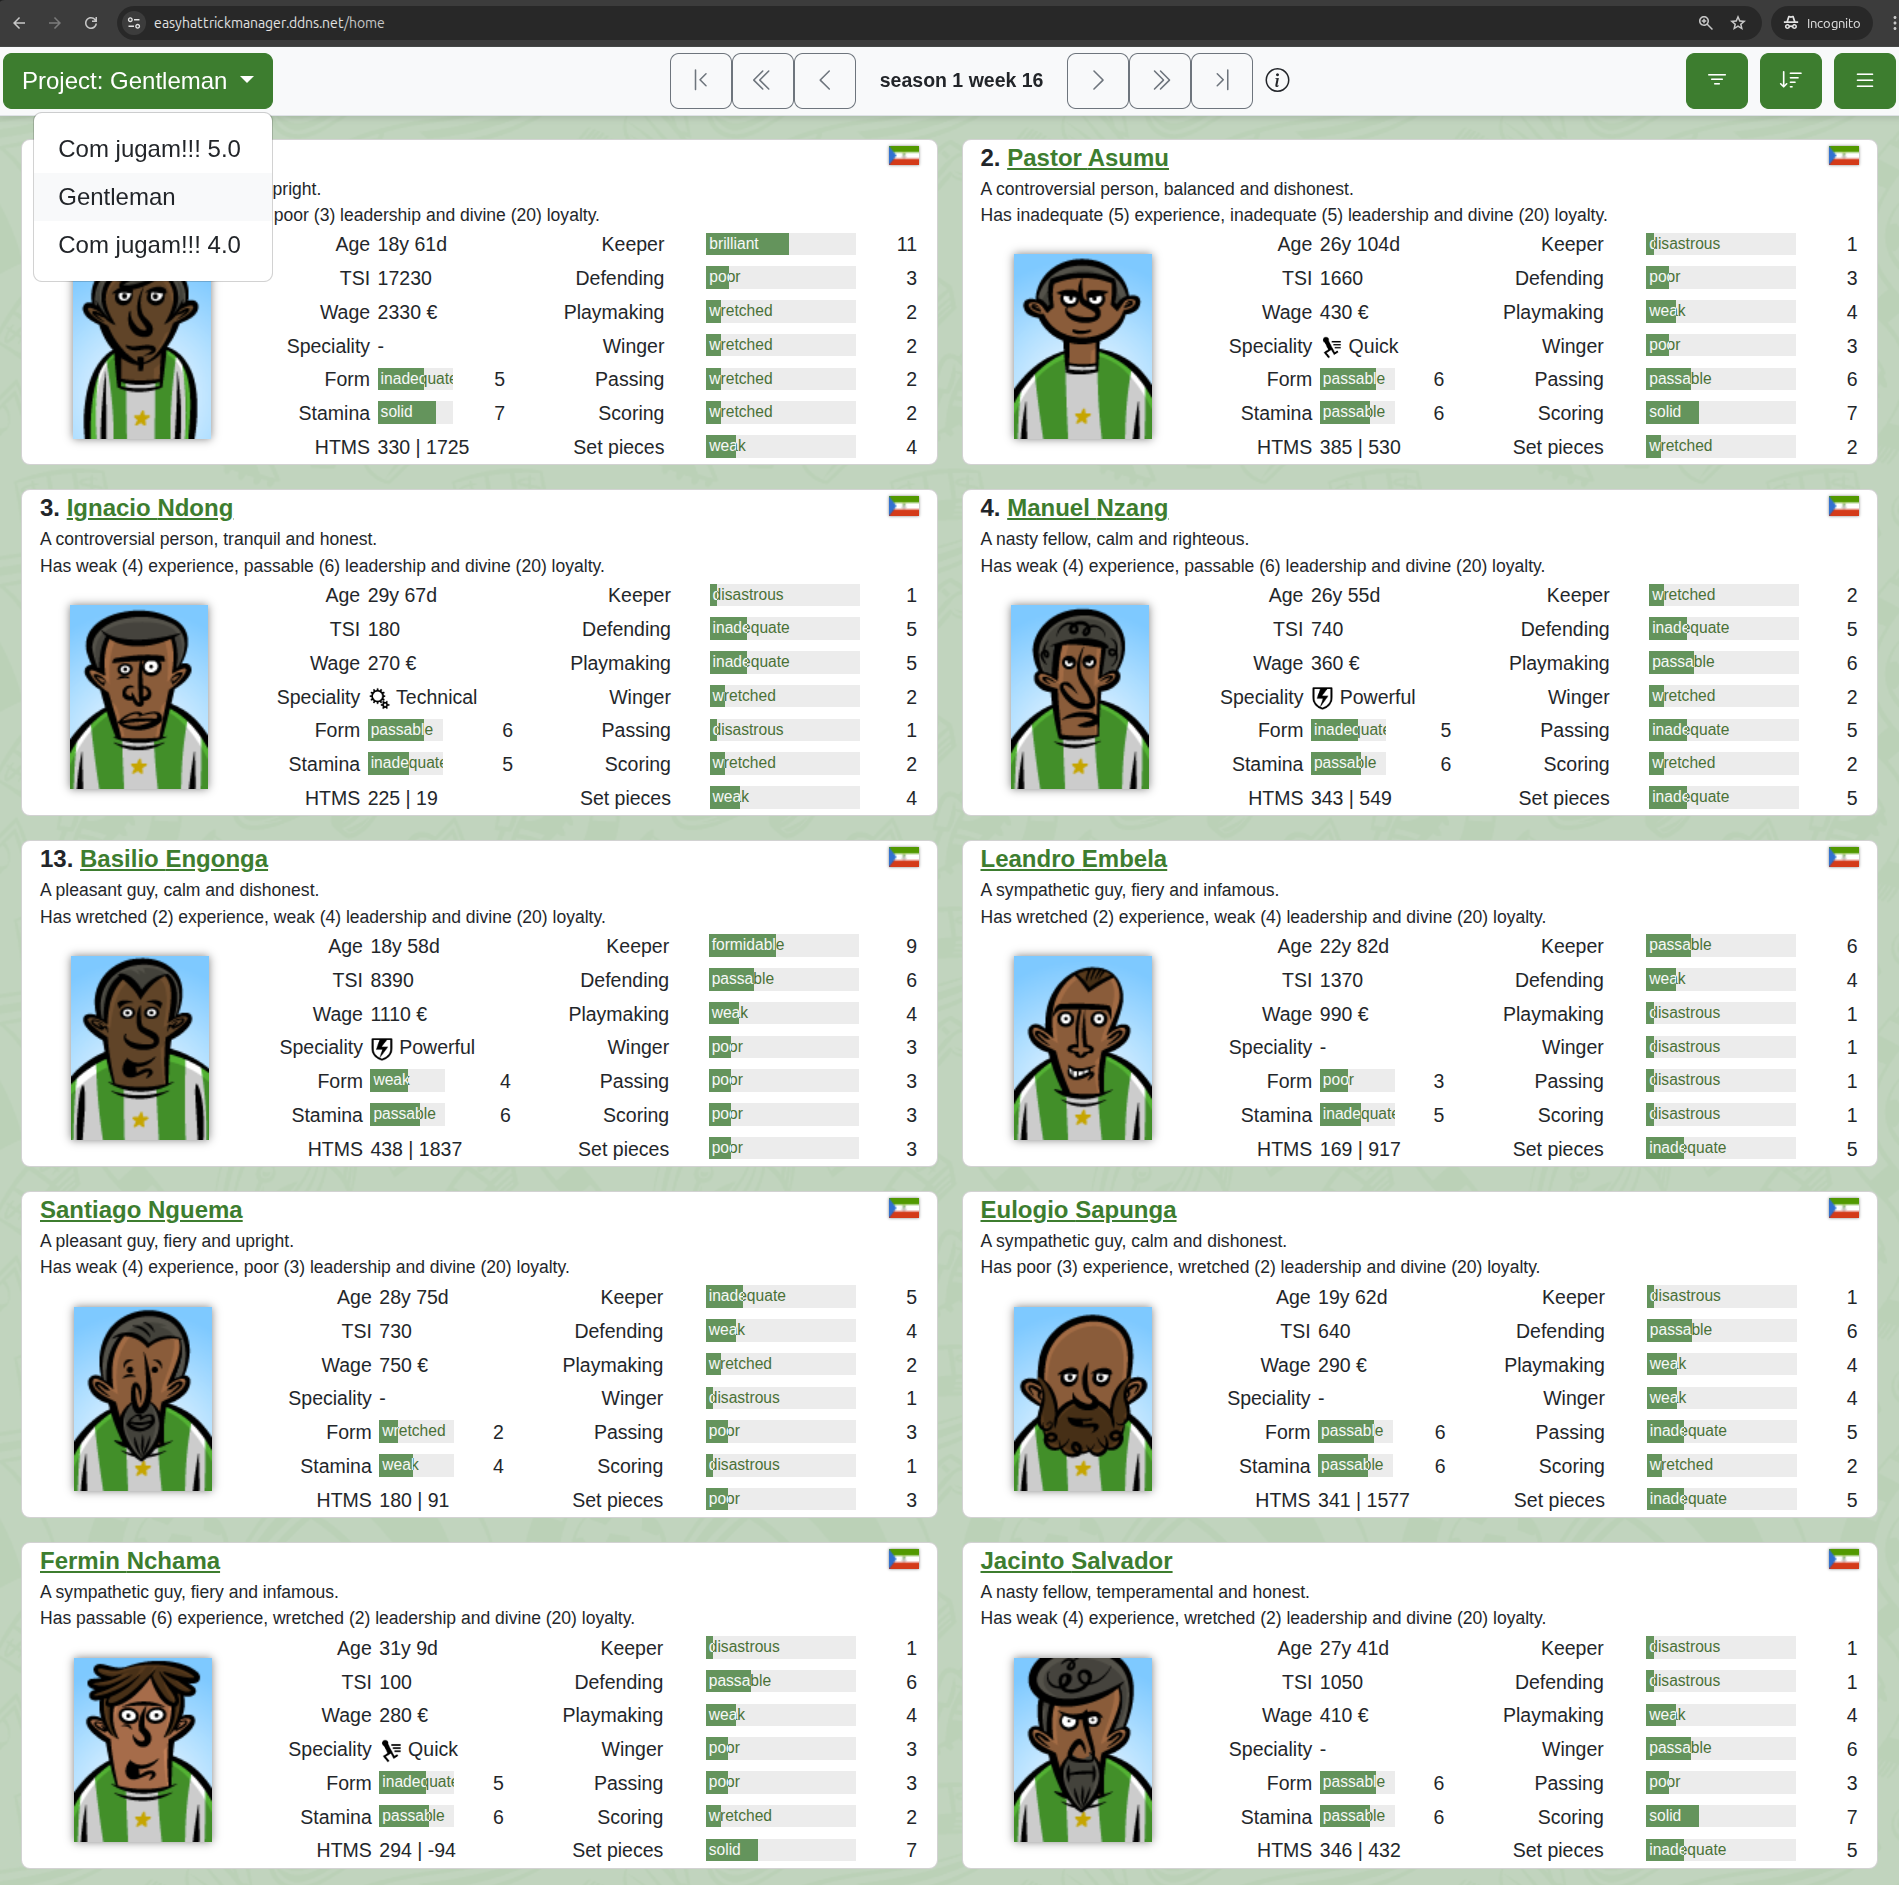 easyhattrickmanager.ddns.net/home
Incognito
Project: Gentleman
season 1 week 16
Com jugam!!! 5.0
Gentleman
Com jugam!!! 4.0
pright.
poor (3) leadership and divine (20) loyalty.
Age 18y 61d Keeper brilliant 11
TSI 17230 Defending poor 3
Wage 2330 € Playmaking wretched 2
Speciality - Winger wretched 2
Form inadequate 5 Passing wretched 2
Stamina solid 7 Scoring wretched 2
HTMS 330 | 1725 Set pieces weak 4
2. Pastor Asumu
A controversial person, balanced and dishonest.
Has inadequate (5) experience, inadequate (5) leadership and divine (20) loyalty.
Age 26y 104d Keeper disastrous 1
TSI 1660 Defending poor 3
Wage 430 € Playmaking weak 4
Speciality Quick Winger poor 3
Form passable 6 Passing passable 6
Stamina passable 6 Scoring solid 7
HTMS 385 | 530 Set pieces wretched 2
3. Ignacio Ndong
A controversial person, tranquil and honest.
Has weak (4) experience, passable (6) leadership and divine (20) loyalty.
Age 29y 67d Keeper disastrous 1
TSI 180 Defending inadequate 5
Wage 270 € Playmaking inadequate 5
Speciality Technical Winger wretched 2
Form passable 6 Passing disastrous 1
Stamina inadequate 5 Scoring wretched 2
HTMS 225 | 19 Set pieces weak 4
4. Manuel Nzang
A nasty fellow, calm and righteous.
Has weak (4) experience, passable (6) leadership and divine (20) loyalty.
Age 26y 55d Keeper wretched 2
TSI 740 Defending inadequate 5
Wage 360 € Playmaking passable 6
Speciality Powerful Winger wretched 2
Form inadequate 5 Passing inadequate 5
Stamina passable 6 Scoring wretched 2
HTMS 343 | 549 Set pieces inadequate 5
13. Basilio Engonga
A pleasant guy, calm and dishonest.
Has wretched (2) experience, weak (4) leadership and divine (20) loyalty.
Age 18y 58d Keeper formidable 9
TSI 8390 Defending passable 6
Wage 1110 € Playmaking weak 4
Speciality Powerful Winger poor 3
Form weak 4 Passing poor 3
Stamina passable 6 Scoring poor 3
HTMS 438 | 1837 Set pieces poor 3
Leandro Embela
A sympathetic guy, fiery and infamous.
Has wretched (2) experience, weak (4) leadership and divine (20) loyalty.
Age 22y 82d Keeper passable 6
TSI 1370 Defending weak 4
Wage 990 € Playmaking disastrous 1
Speciality - Winger disastrous 1
Form poor 3 Passing disastrous 1
Stamina inadequate 5 Scoring disastrous 1
HTMS 169 | 917 Set pieces inadequate 5
Santiago Nguema
A pleasant guy, fiery and upright.
Has weak (4) experience, poor (3) leadership and divine (20) loyalty.
Age 28y 75d Keeper inadequate 5
TSI 730 Defending weak 4
Wage 750 € Playmaking wretched 2
Speciality - Winger disastrous 1
Form wretched 2 Passing poor 3
Stamina weak 4 Scoring disastrous 1
HTMS 180 | 91 Set pieces poor 3
Eulogio Sapunga
A sympathetic guy, calm and dishonest.
Has poor (3) experience, wretched (2) leadership and divine (20) loyalty.
Age 19y 62d Keeper disastrous 1
TSI 640 Defending passable 6
Wage 290 € Playmaking weak 4
Speciality - Winger weak 4
Form passable 6 Passing inadequate 5
Stamina passable 6 Scoring wretched 2
HTMS 341 | 1577 Set pieces inadequate 5
Fermin Nchama
A sympathetic guy, fiery and infamous.
Has passable (6) experience, wretched (2) leadership and divine (20) loyalty.
Age 31y 9d Keeper disastrous 1
TSI 100 Defending passable 6
Wage 280 € Playmaking weak 4
Speciality Quick Winger poor 3
Form inadequate 5 Passing poor 3
Stamina passable 6 Scoring wretched 2
HTMS 294 | -94 Set pieces solid 7
Jacinto Salvador
A nasty fellow, temperamental and honest.
Has weak (4) experience, wretched (2) leadership and divine (20) loyalty.
Age 27y 41d Keeper disastrous 1
TSI 1050 Defending disastrous 1
Wage 410 € Playmaking weak 4
Speciality - Winger passable 6
Form passable 6 Passing poor 3
Stamina passable 6 Scoring solid 7
HTMS 346 | 432 Set pieces inadequate 5